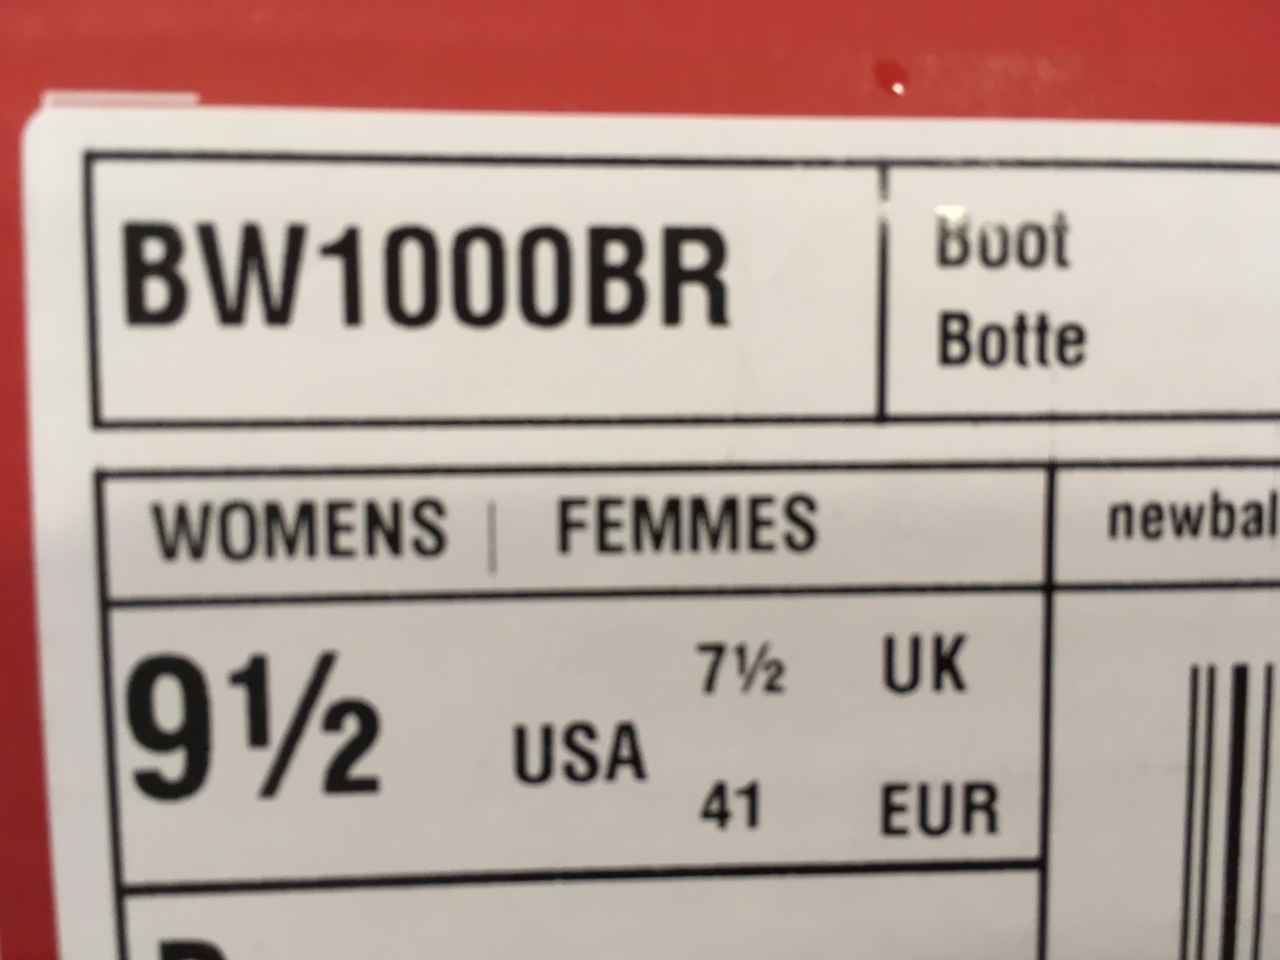 BW1000BR
Boot
Botte
WOMENS | FEMMES
newbal
9½ USA
7½ UK
41 EUR